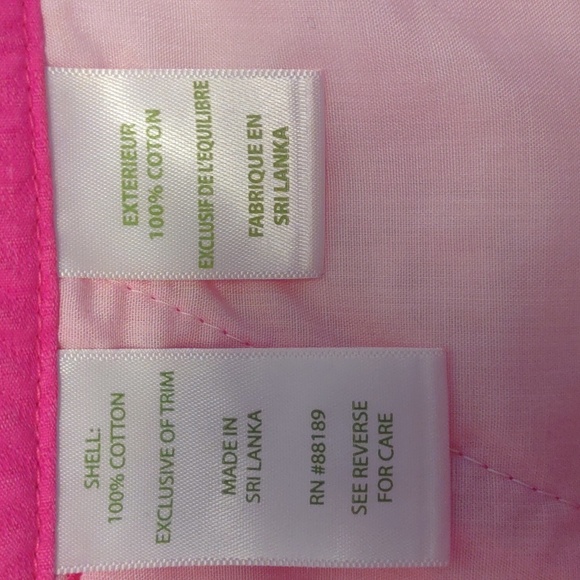 EXTERIEUR
100% COTON
EXCLUSIF DE L'EQUILIBRE
FABRIQUE EN
SRI LANKA
SHELL:
100% COTTON
EXCLUSIVE OF TRIM
MADE IN
SRI LANKA
RN #88189
SEE REVERSE
FOR CARE